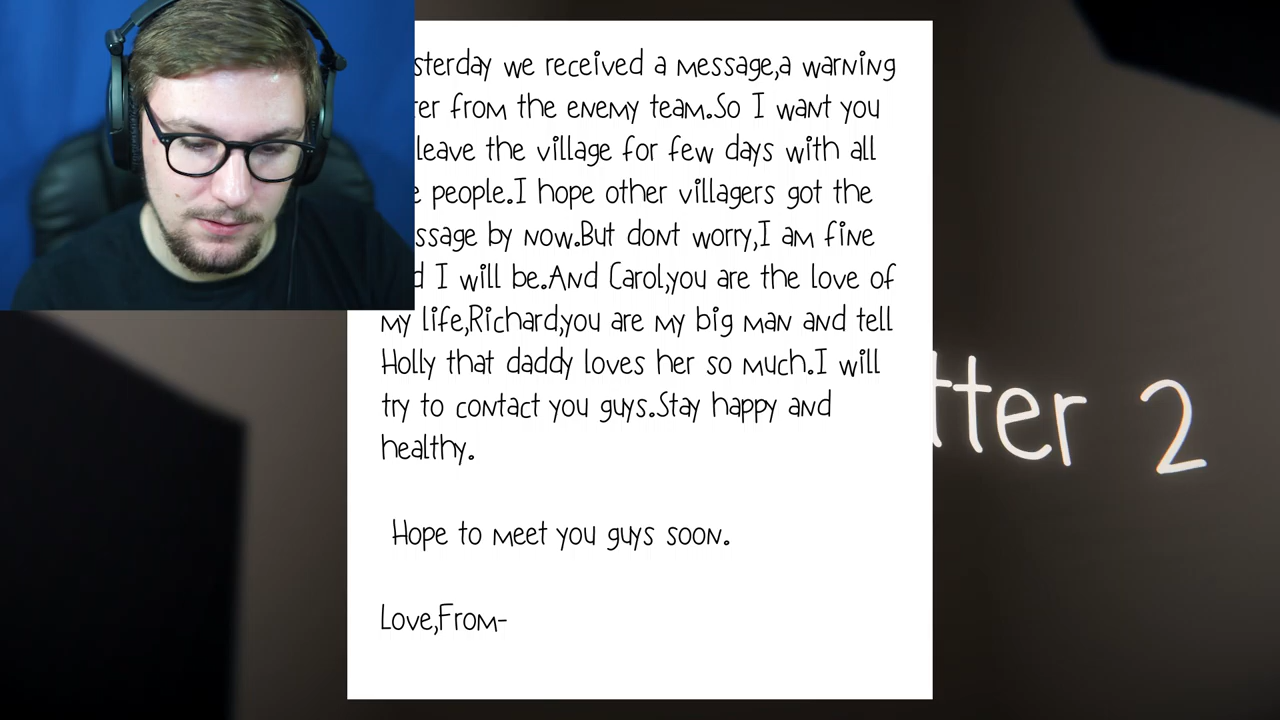 we received a message,a warning
from the enemy team.So I want you
leave the village for few days with all
people.I hope other villagers got the
by now.But dont worry,I am fine
I will be.And Carol,you are the love of
my life,Richard,you are my big man and tell
Holly that daddy loves her so much.I will
try to contact you guys.Stay happy and
healthy.
Hope to meet you guys soon.
Love,From-
2